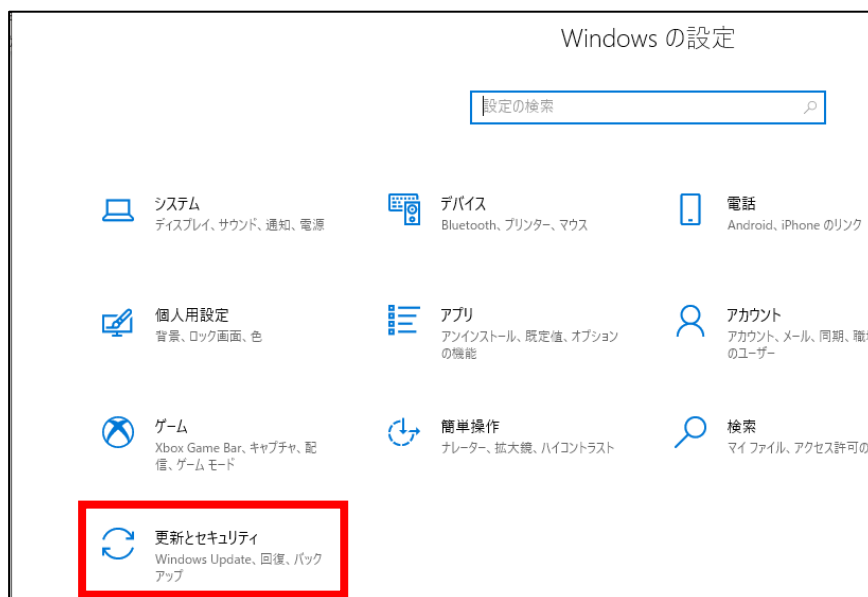 Windows の設定
設定の検索
システム
ディスプレイ、サウンド、通知、電源
デバイス
Bluetooth、プリンター、マウス
電話
Android、iPhone のリンク
個人用設定
背景、ロック画面、色
アプリ
アンインストール、既定値、オプション
の機能
アカウント
アカウント、メール、同期、職
のユーザー
ゲーム
Xbox Game Bar、キャプチャ、配
信、ゲーム モード
簡単操作
ナレーター、拡大鏡、ハイコントラスト
検索
マイ ファイル、アクセス許可の
更新とセキュリティ
Windows Update、回復、バック
アップ